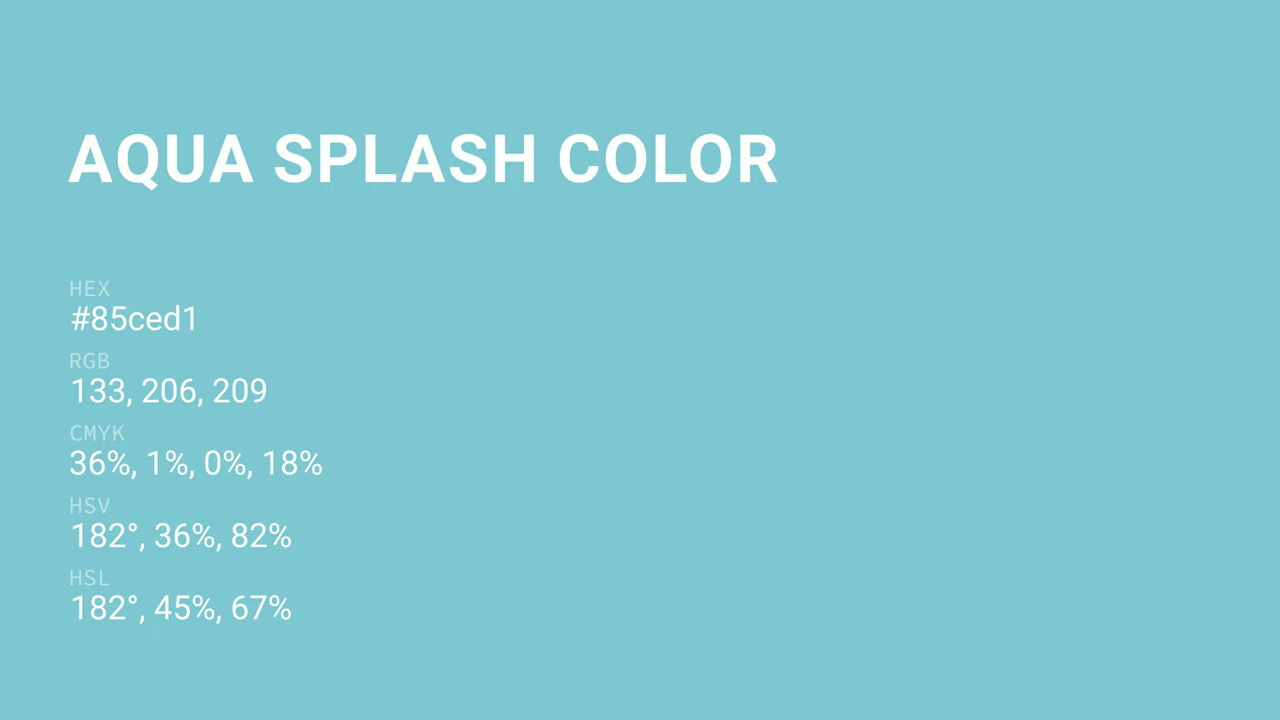 AQUA SPLASH COLOR
HEX
#85ced1
RGB
133, 206, 209
CMYK
36%, 1%, 0%, 18%
HSV
182°, 36%, 82%
HSL
182°, 45%, 67%